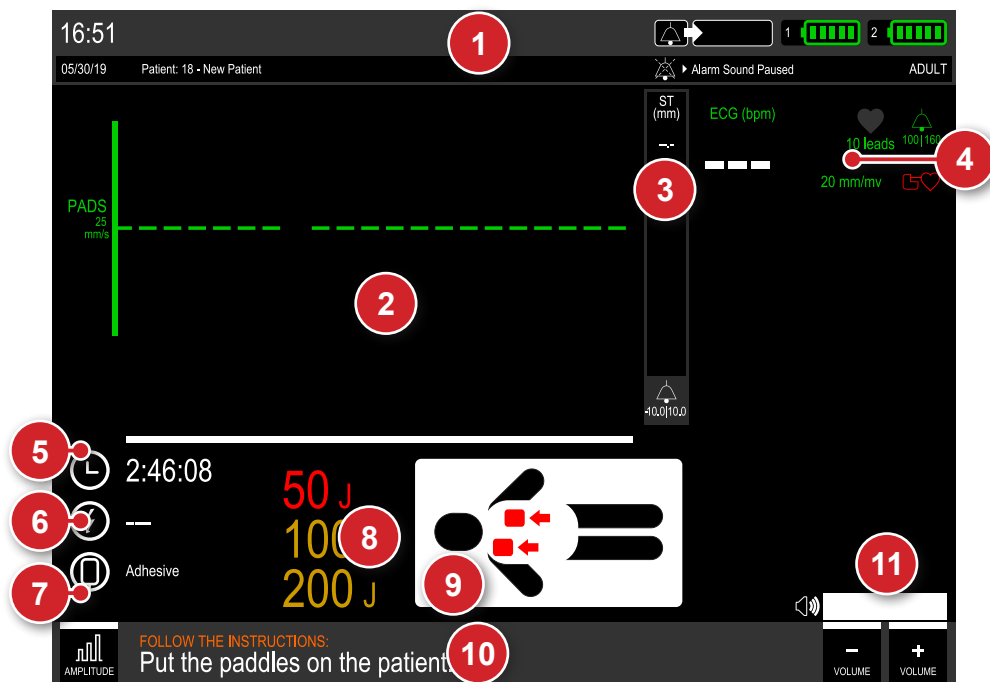 16:51
1
1
2
05/30/19
Patient: 18 - New Patient
Alarm Sound Paused
ADULT
ST
(mm)
-.-
3
-10.0|10.0
ECG (bpm)
---
10 leads
100|160
4
20 mm/mv
PADS
25
mm/s
2
5
2:46:08
6
--
7
Adhesive
50 J
100
8
200 J
9
11
AMPLITUDE
FOLLOW THE INSTRUCTIONS:
Put the paddles on the patient.
10
-
VOLUME
+
VOLUME